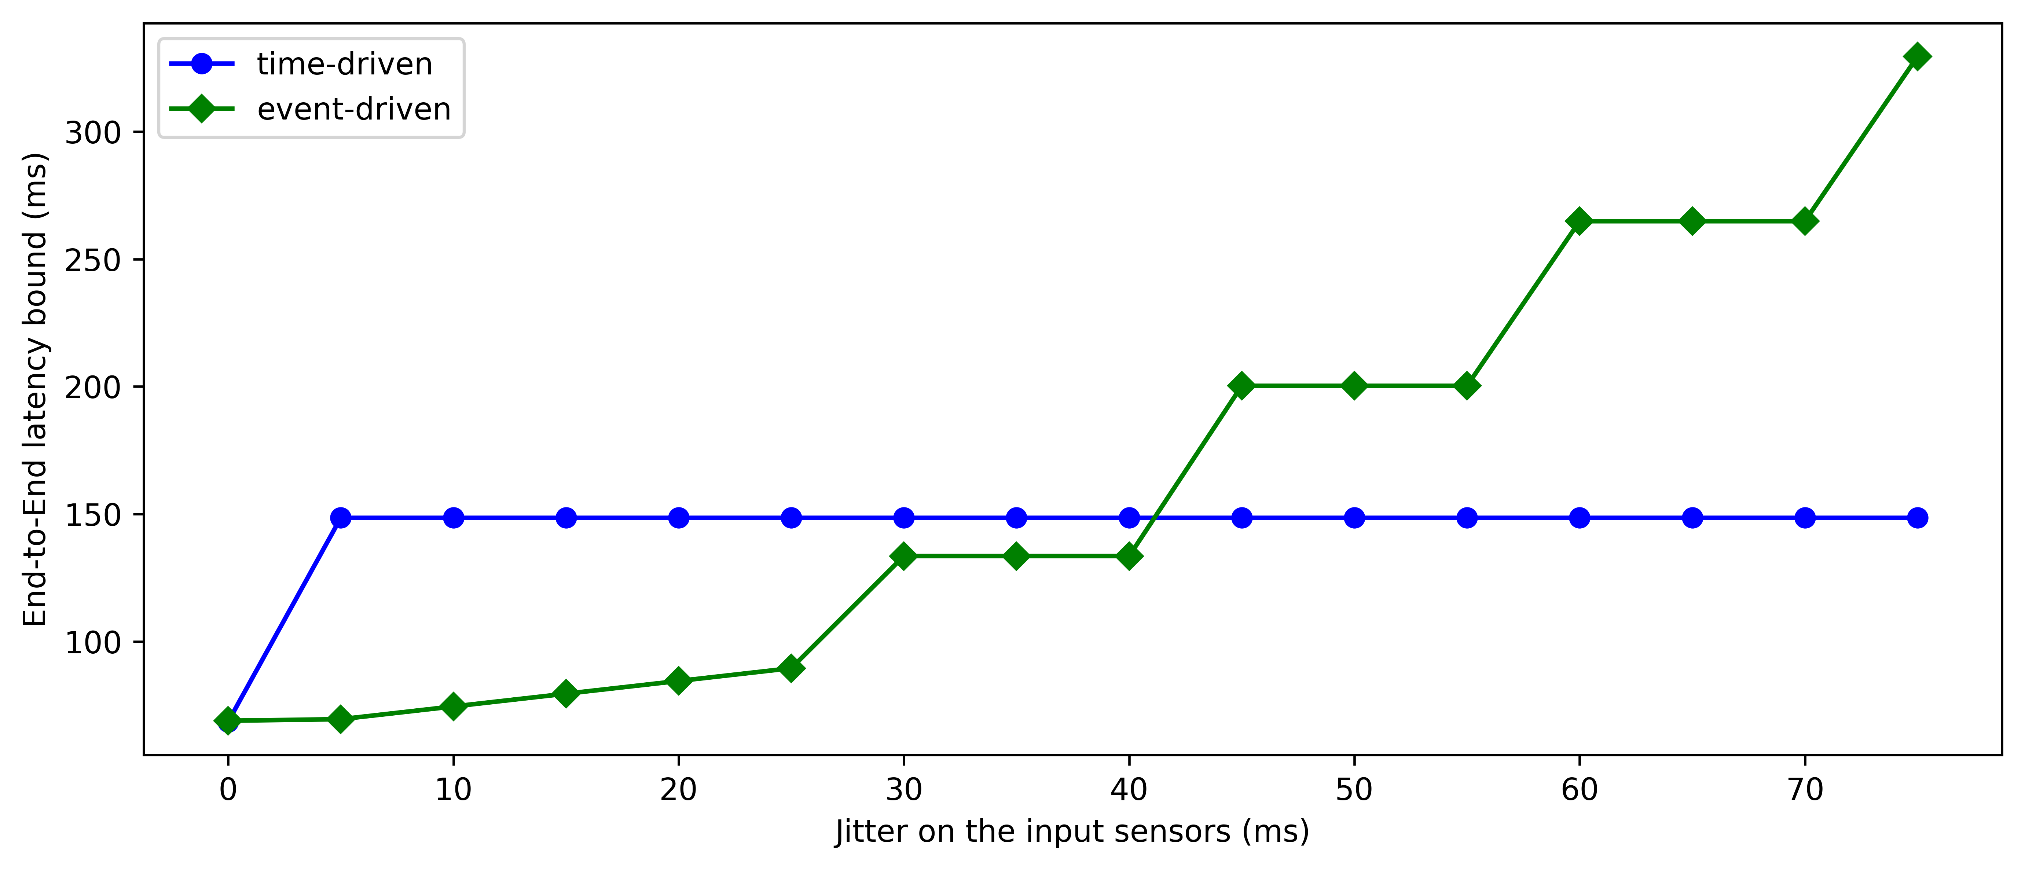 time-driven
event-driven
End-to-End latency bound (ms)
300
250
200
150
100
0 10 20 30 40 50 60 70
Jitter on the input sensors (ms)